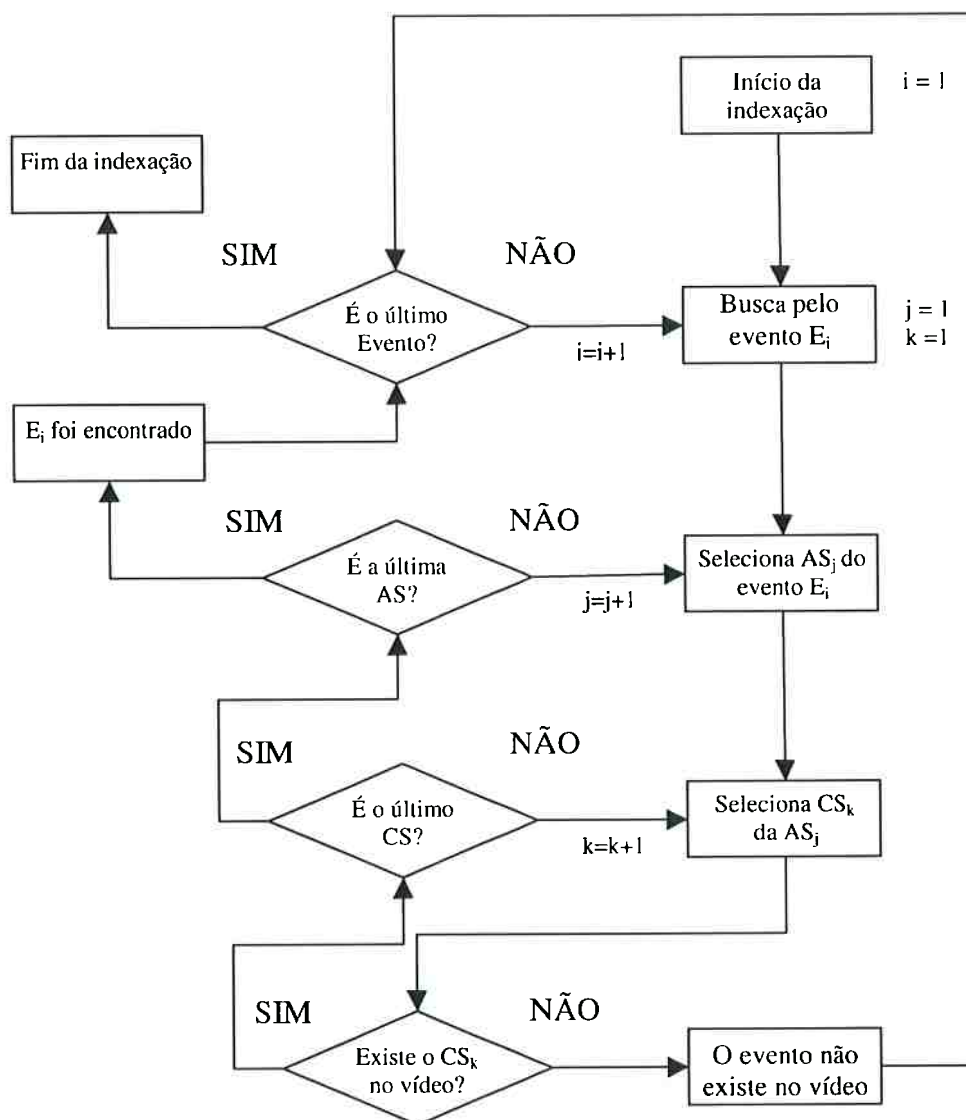 Início da
indexação
i = 1
Fim da indexação
SIM
NÃO
É o último
Evento?
i=i+1
Busca pelo
evento Eᵢ
j = 1
k =1
Eᵢ foi encontrado
SIM
NÃO
É a última
AS?
j=j+1
Seleciona ASⱼ do
evento Eᵢ
SIM
NÃO
É o último
CS?
k=k+1
Seleciona CSₖ
da ASⱼ
SIM
NÃO
Existe o CSₖ
no vídeo?
O evento não
existe no vídeo